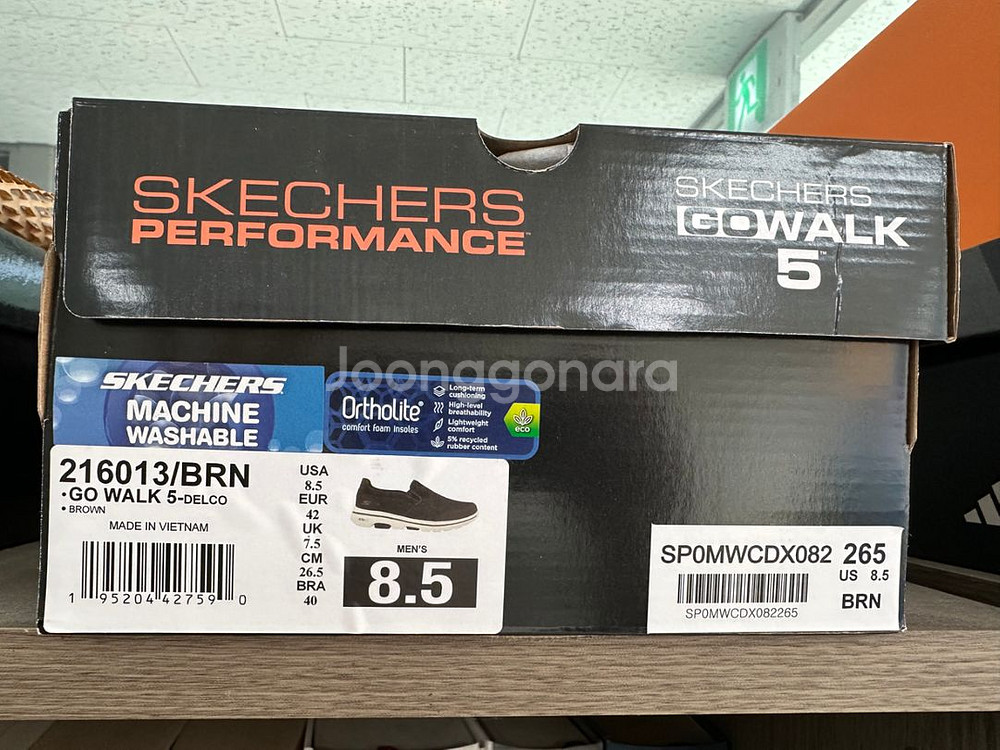 SKECHERS
PERFORMANCE
SKECHERS
GOWALK
5™
Joonggonara
SKECHERS
MACHINE
WASHABLE
Ortholite®
comfort foam insoles
Long-term
cushioning
High-level
breathability
Lightweight
comfort
5% recycled
rubber content
eco
216013/BRN
•GO WALK 5-DELCO
• BROWN
MADE IN VIETNAM
1 95204 42759 0
USA
8.5
EUR
42
UK
7.5
CM
26.5
BRA
40
MEN'S
8.5
SP0MWCDX082 265
US 8.5
SP0MWCDX082265
BRN